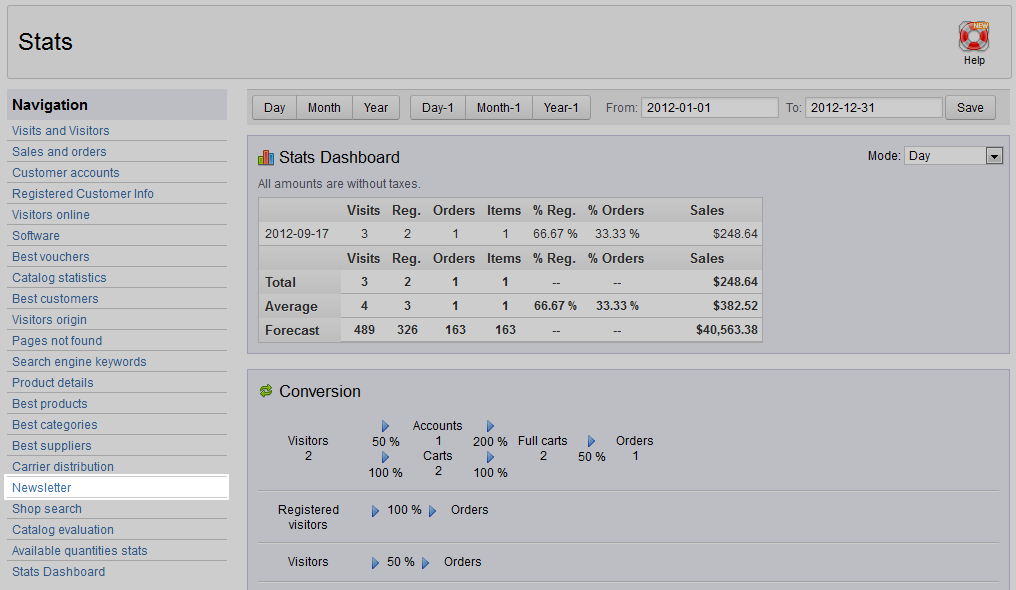 Stats
NEW
Help
Navigation
Visits and Visitors
Sales and orders
Customer accounts
Registered Customer Info
Visitors online
Software
Best vouchers
Catalog statistics
Best customers
Visitors origin
Pages not found
Search engine keywords
Product details
Best products
Best categories
Best suppliers
Carrier distribution
Newsletter
Shop search
Catalog evaluation
Available quantities stats
Stats Dashboard
Day Month Year Day-1 Month-1 Year-1 From: 2012-01-01 To: 2012-12-31 Save
Stats Dashboard Mode: Day
All amounts are without taxes.
Visits Reg. Orders Items % Reg. % Orders Sales
2012-09-17 3 2 1 1 66.67 % 33.33 % $248.64
Visits Reg. Orders Items % Reg. % Orders Sales
Total 3 2 1 1 -- -- $248.64
Average 4 3 1 1 66.67 % 33.33 % $382.52
Forecast 489 326 163 163 -- -- $40,563.38
Conversion
Visitors
2
50 %
100 %
Accounts
1
Carts
2
200 %
100 %
Full carts
2
50 %
Orders
1
Registered
visitors
100 % Orders
Visitors 50 % Orders